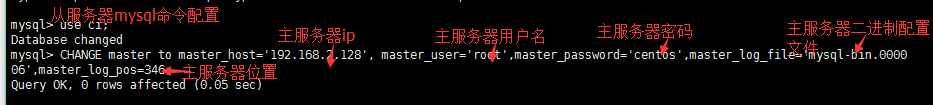 从服务器mysql命令配置
mysql> use ci;
Database changed
主服务器ip
主服务器用户名
主服务器密码
主服务器二进制配置
文件
mysql> CHANGE master to master_host='192.168.2.128', master_user='root',master_password='centos',master_log_file='mysql-bin.0000
06',master_log_pos=346
主服务器位置
Query OK, 0 rows affected (0.05 sec)